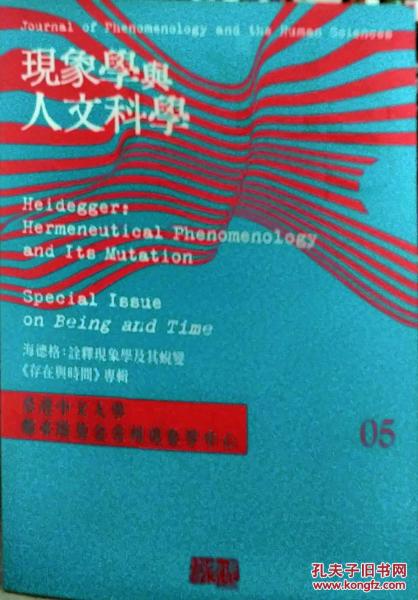 Journal of Phenomenology and the Human Sciences
現象學與
人文科學
Heidegger:
Hermeneutical Phenomenology
and Its Mutation
Special Issue
on Being and Time
海德格:詮釋現象學及其蛻變
《存在與時間》專輯
香港中文大學
05
孔夫子旧书网